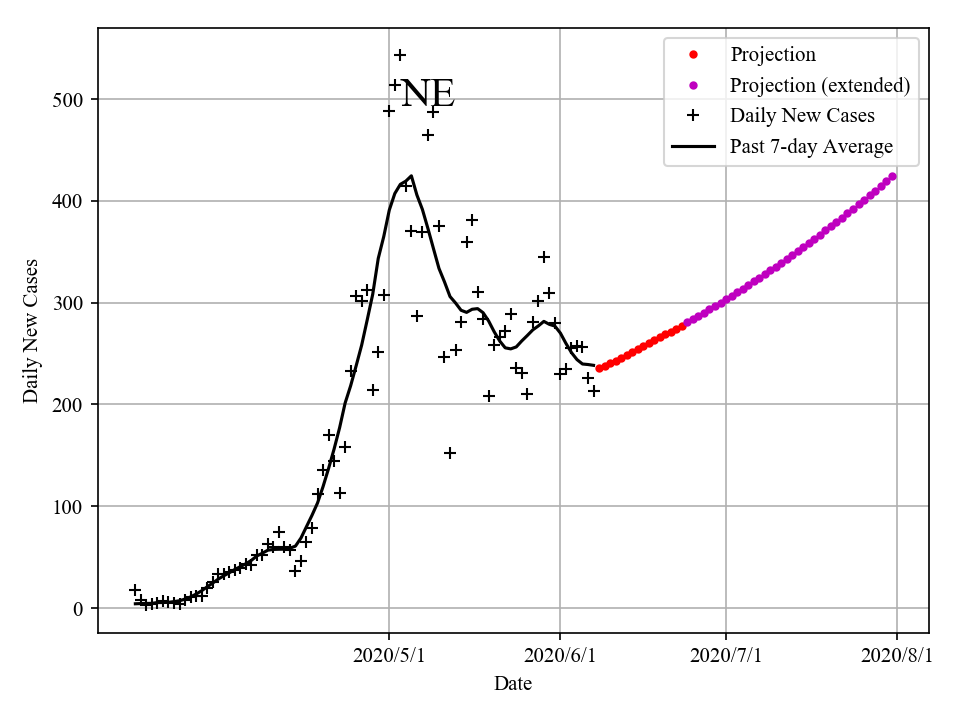 NE
Projection
Projection (extended)
Daily New Cases
Past 7-day Average
500
400
300
200
100
0
Daily New Cases
2020/5/1 2020/6/1 2020/7/1 2020/8/1
Date